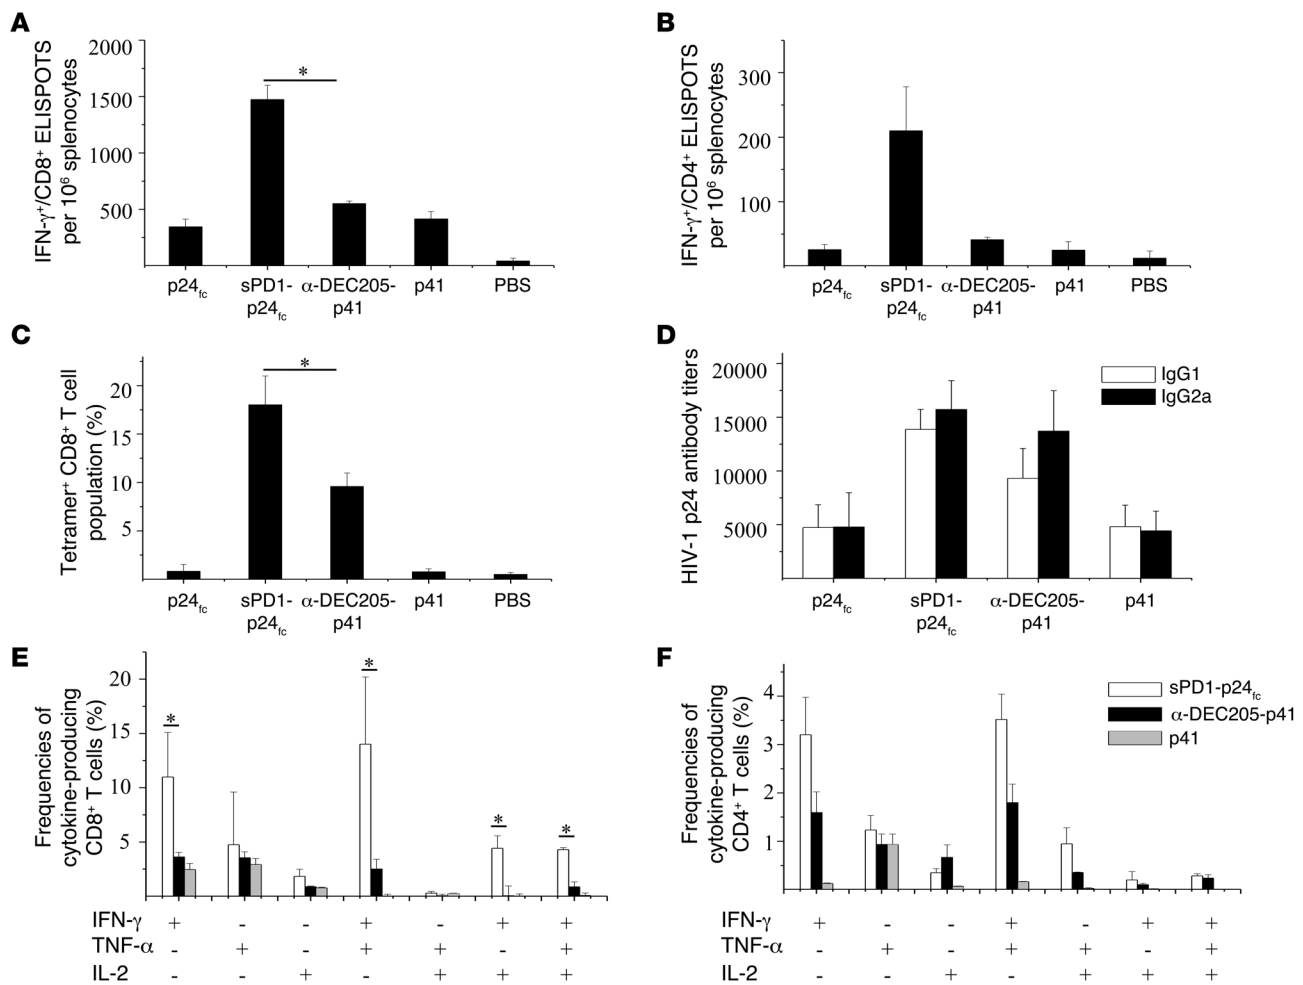 A
IFN-γ⁺/CD8⁺ ELISPOTS
per 10⁶ splenocytes
2000
1500
1000
500
*
p24fc
sPD1-
p24fc
α-DEC205-
p41
p41
PBS
B
IFN-γ⁺/CD4⁺ ELISPOTS
per 10⁶ splenocytes
300
200
100
p24fc
sPD1-
p24fc
α-DEC205-
p41
p41
PBS
C
Tetramer⁺ CD8⁺ T cell
population (%)
20
15
10
5
*
p24fc
sPD1-
p24fc
α-DEC205-
p41
p41
PBS
D
HIV-1 p24 antibody titers
20000
15000
10000
5000
IgG1
IgG2a
p24fc
sPD1-
p24fc
α-DEC205-
p41
p41
E
Frequencies of
cytokine-producing
CD8⁺ T cells (%)
20
15
10
5
* * * *
IFN-γ + - - + - + +
TNF-α - + - + + - +
IL-2 - - + - + + +
F
Frequencies of
cytokine-producing
CD4⁺ T cells (%)
4
3
2
1
sPD1-p24fc
α-DEC205-p41
p41
IFN-γ + - - + - + +
TNF-α - + - + + - +
IL-2 - - + - + + +